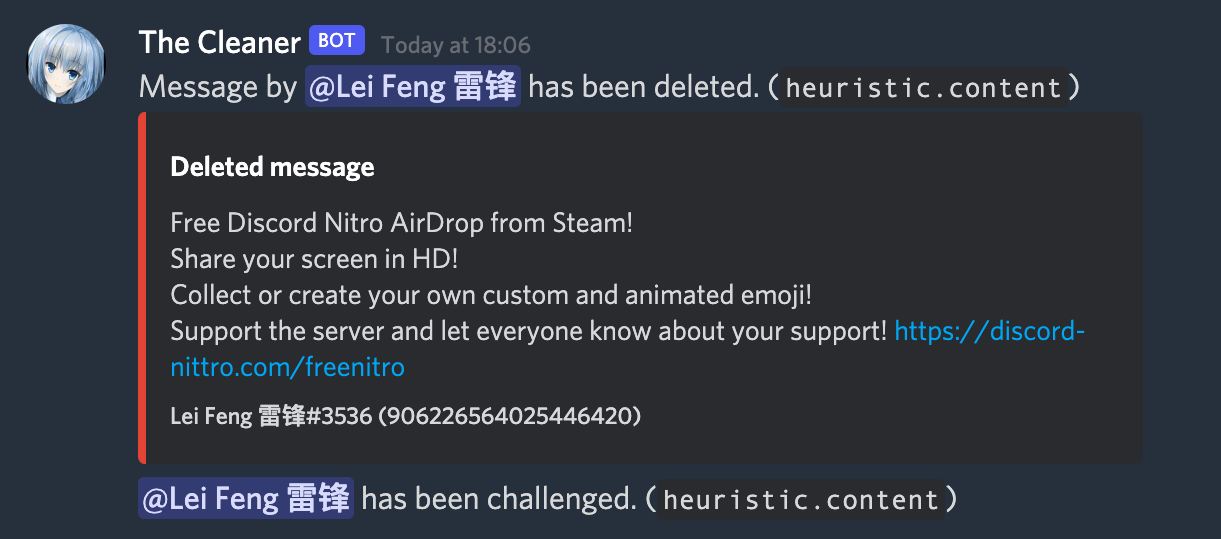 The Cleaner BOT Today at 18:06
Message by @Lei Feng 雷锋 has been deleted. (heuristic.content)
Deleted message
Free Discord Nitro AirDrop from Steam!
Share your screen in HD!
Collect or create your own custom and animated emoji!
Support the server and let everyone know about your support! https://discord-
nittro.com/freenitro
Lei Feng 雷锋#3536 (906226564025446420)
@Lei Feng 雷锋 has been challenged. (heuristic.content)